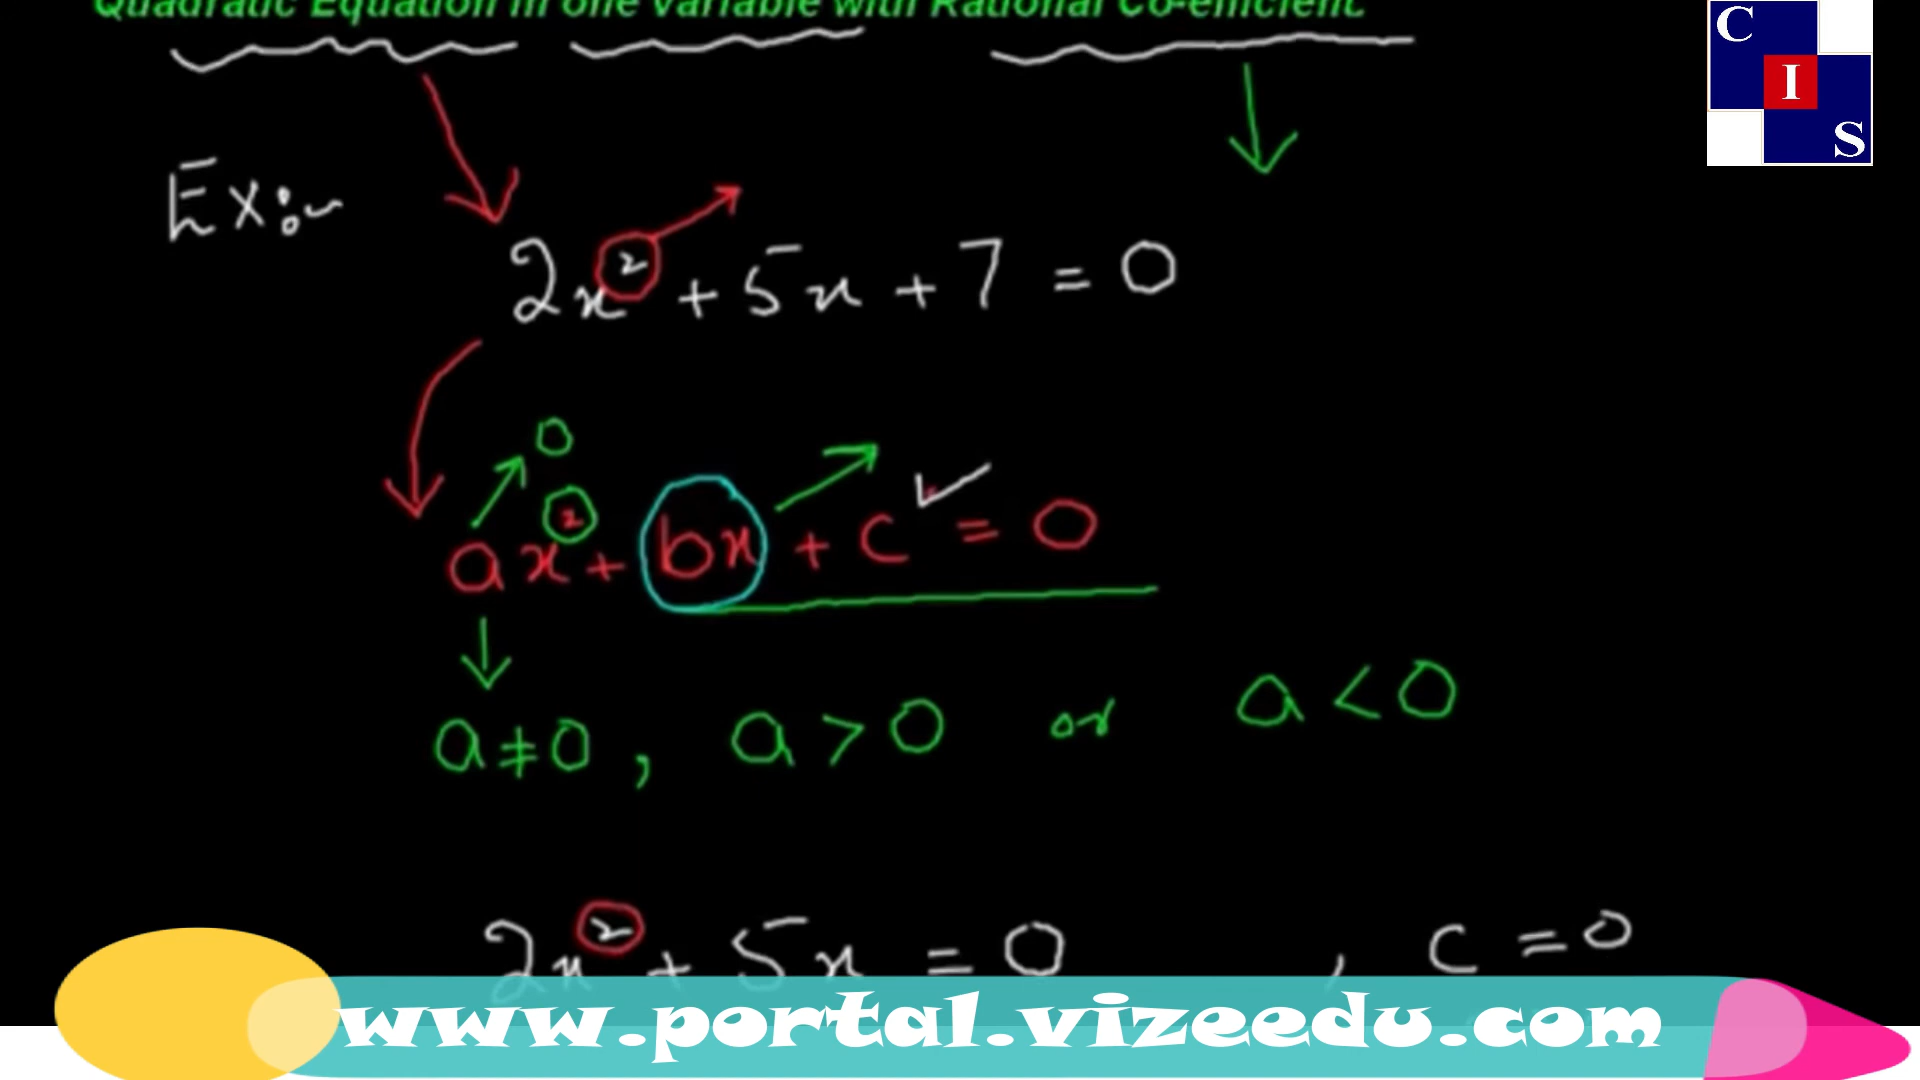 Quadratic Equation in one variable with Rational Co-efficient.
C
I
S
Ex:~
2x² + 5x + 7 = 0
0
ax² + bx + c = 0
a ≠ 0 , a > 0 or a < 0
2x² + 5x = 0 , c = 0
www.portal.vizeedu.com